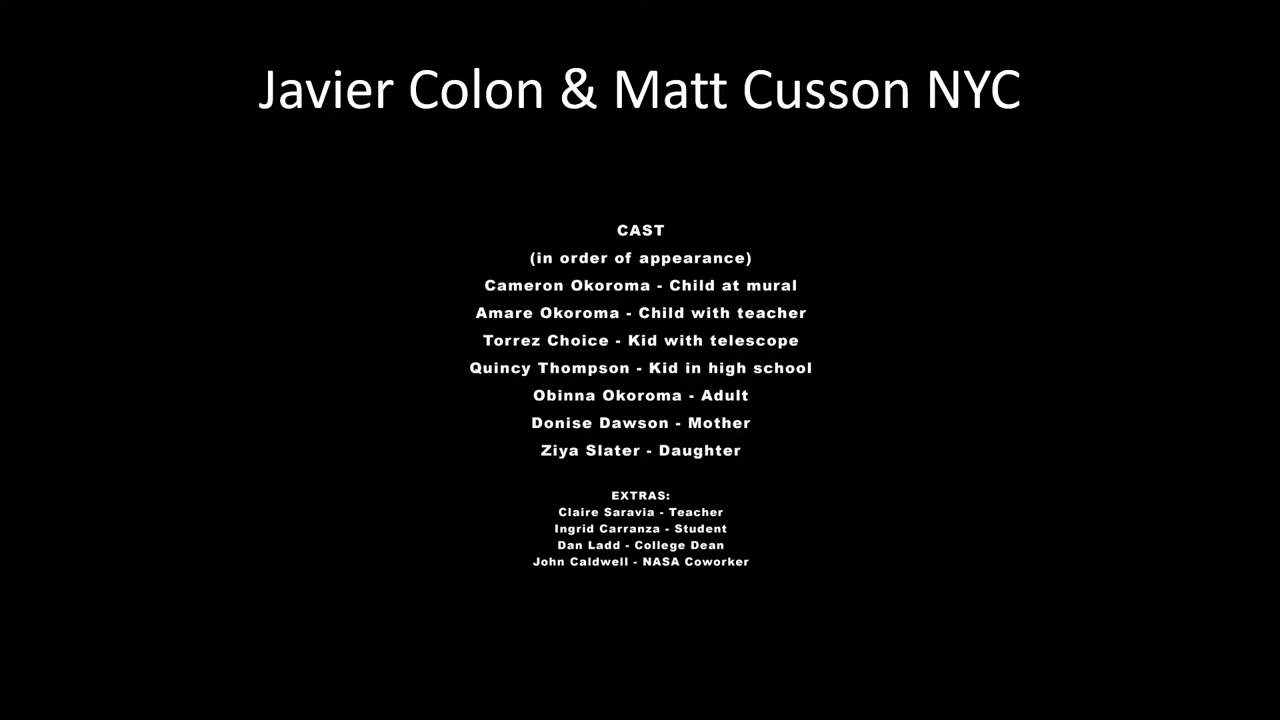 Javier Colon & Matt Cusson NYC
CAST
(in order of appearance)
Cameron Okoroma - Child at mural
Amare Okoroma - Child with teacher
Torrez Choice - Kid with telescope
Quincy Thompson - Kid in high school
Obinna Okoroma - Adult
Donise Dawson - Mother
Ziya Slater - Daughter
EXTRAS:
Claire Saravia - Teacher
Ingrid Carranza - Student
Dan Ladd - College Dean
John Caldwell - NASA Coworker